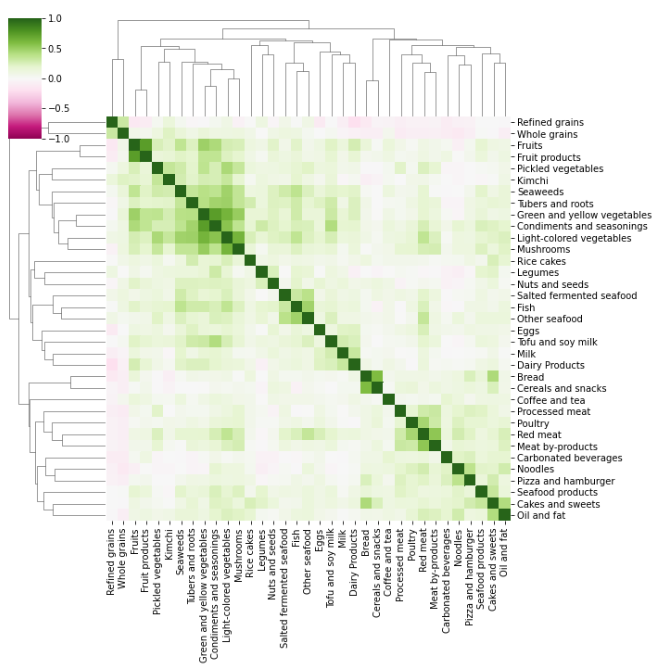 1.0
0.5
0.0
−0.5
−1.0
Refined grains
Whole grains
Fruits
Fruit products
Pickled vegetables
Kimchi
Seaweeds
Tubers and roots
Green and yellow vegetables
Condiments and seasonings
Light-colored vegetables
Mushrooms
Rice cakes
Legumes
Nuts and seeds
Salted fermented seafood
Fish
Other seafood
Eggs
Tofu and soy milk
Milk
Dairy Products
Bread
Cereals and snacks
Coffee and tea
Processed meat
Poultry
Red meat
Meat by-products
Carbonated beverages
Noodles
Pizza and hamburger
Seafood products
Cakes and sweets
Oil and fat
Refined grains
Whole grains
Fruits
Fruit products
Pickled vegetables
Kimchi
Seaweeds
Tubers and roots
Green and yellow vegetables
Condiments and seasonings
Light-colored vegetables
Mushrooms
Rice cakes
Legumes
Nuts and seeds
Salted fermented seafood
Fish
Other seafood
Eggs
Tofu and soy milk
Milk
Dairy Products
Bread
Cereals and snacks
Coffee and tea
Processed meat
Poultry
Red meat
Meat by-products
Carbonated beverages
Noodles
Pizza and hamburger
Seafood products
Cakes and sweets
Oil and fat